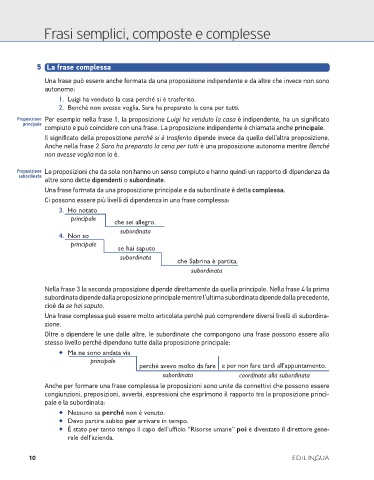 Frasi semplici, composte e complesse
5 La frase complessa
Una frase può essere anche formata da una proposizione indipendente e da altre che invece non sono
autonome:
1. Luigi ha venduto la casa perché si è trasferito.
2. Benché non avesse voglia, Sara ha preparato la cena per tutti.
Proposizione
principale
Per esempio nella frase 1, la proposizione Luigi ha venduto la casa è indipendente, ha un significato
compiuto e può coincidere con una frase. La proposizione indipendente è chiamata anche principale.
Il significato della proposizione perché si è trasferito dipende invece da quello dell'altra proposizione.
Anche nella frase 2 Sara ha preparato la cena per tutti è una proposizione autonoma mentre Benché
non avesse voglia non lo è.
Proposizione
subordinata
Le proposizioni che da sole non hanno un senso compiuto e hanno quindi un rapporto di dipendenza da
altre sono dette dipendenti o subordinate.
Una frase formata da una proposizione principale e da subordinate è detta complessa.
Ci possono essere più livelli di dipendenza in una frase complessa:
3. Ho notato
principale
che sei allegro.
subordinata
4. Non so
principale
se hai saputo
subordinata
che Sabrina è partita.
subordinata
Nella frase 3 la seconda proposizione dipende direttamente da quella principale. Nella frase 4 la prima
subordinata dipende dalla proposizione principale mentre l'ultima subordinata dipende dalla precedente,
cioè da se hai saputo.
Una frase complessa può essere molto articolata perché può comprendere diversi livelli di subordina-
zione.
Oltre a dipendere le une dalle altre, le subordinate che compongono una frase possono essere allo
stesso livello perché dipendono tutte dalla proposizione principale:
◆ Me ne sono andata via
principale
perché avevo molto da fare e per non fare tardi all'appuntamento.
subordinata coordinata alla subordinata
Anche per formare una frase complessa le proposizioni sono unite da connettivi che possono essere
congiunzioni, preposizioni, avverbi, espressioni che esprimono il rapporto tra la proposizione princi-
pale e la subordinata:
◆ Nessuno sa perché non è venuto.
◆ Devo partire subito per arrivare in tempo.
◆ È stato per tanto tempo il capo dell'ufficio "Risorse umane" poi è diventato il direttore gene-
rale dell'azienda.
10 EDILINGUA